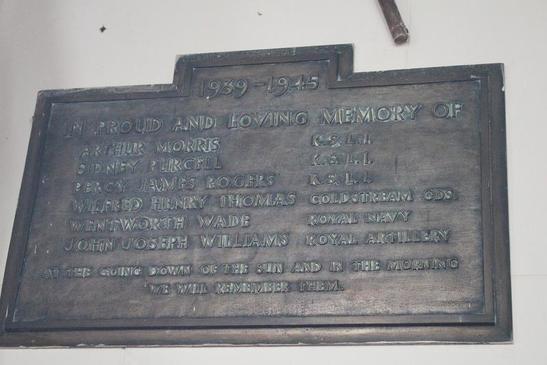 1939-1945
IN PROUD AND LOVING MEMORY OF
ARTHUR MORRIS K.S.L.I.
SIDNEY PURCELL K.S.L.I.
PERCY JAMES ROGERS K.S.L.I.
WILFRED HENRY THOMAS COLDSTREAM GDS.
WENTWORTH WADE ROYAL NAVY
JOHN JOSEPH WILLIAMS ROYAL ARTILLERY
AT THE GOING DOWN OF THE SUN AND IN THE MORNING
WE WILL REMEMBER THEM.